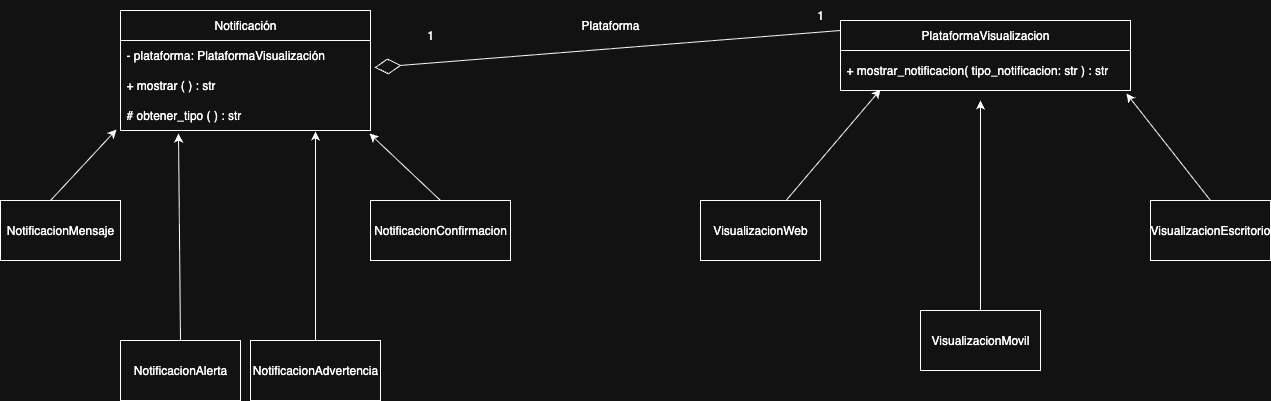 Notificación
- plataforma: PlataformaVisualización
+ mostrar ( ) : str
# obtener_tipo ( ) : str
1
Plataforma
1
PlataformaVisualizacion
+ mostrar_notificacion( tipo_notificacion: str ) : str
NotificacionMensaje
NotificacionConfirmacion
VisualizacionWeb
VisualizacionEscritorio
NotificacionAlerta
NotificacionAdvertencia
VisualizacionMovil